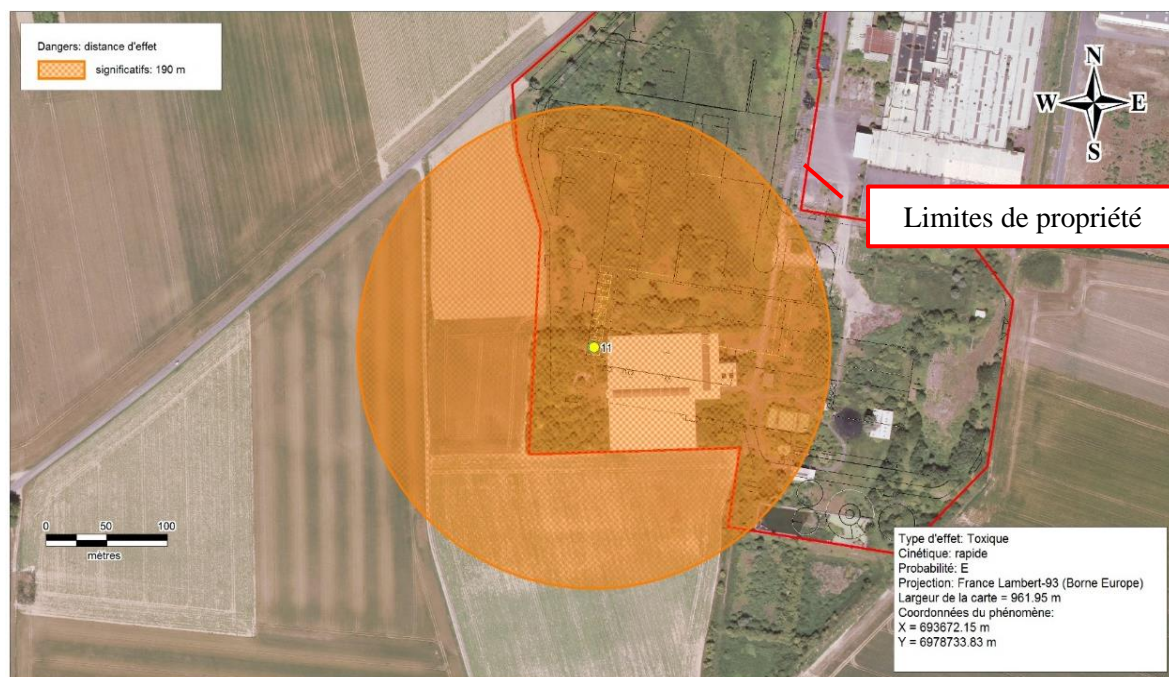 Dangers: distance d'effet
significatifs: 190 m
N
W E
S
Limites de propriété
11
0 50 100
mètres
Type d'effet: Toxique
Cinétique: rapide
Probabilité: E
Projection: France Lambert-93 (Borne Europe)
Largeur de la carte = 961.95 m
Coordonnées du phénomène:
X = 693672.15 m
Y = 6978733.83 m